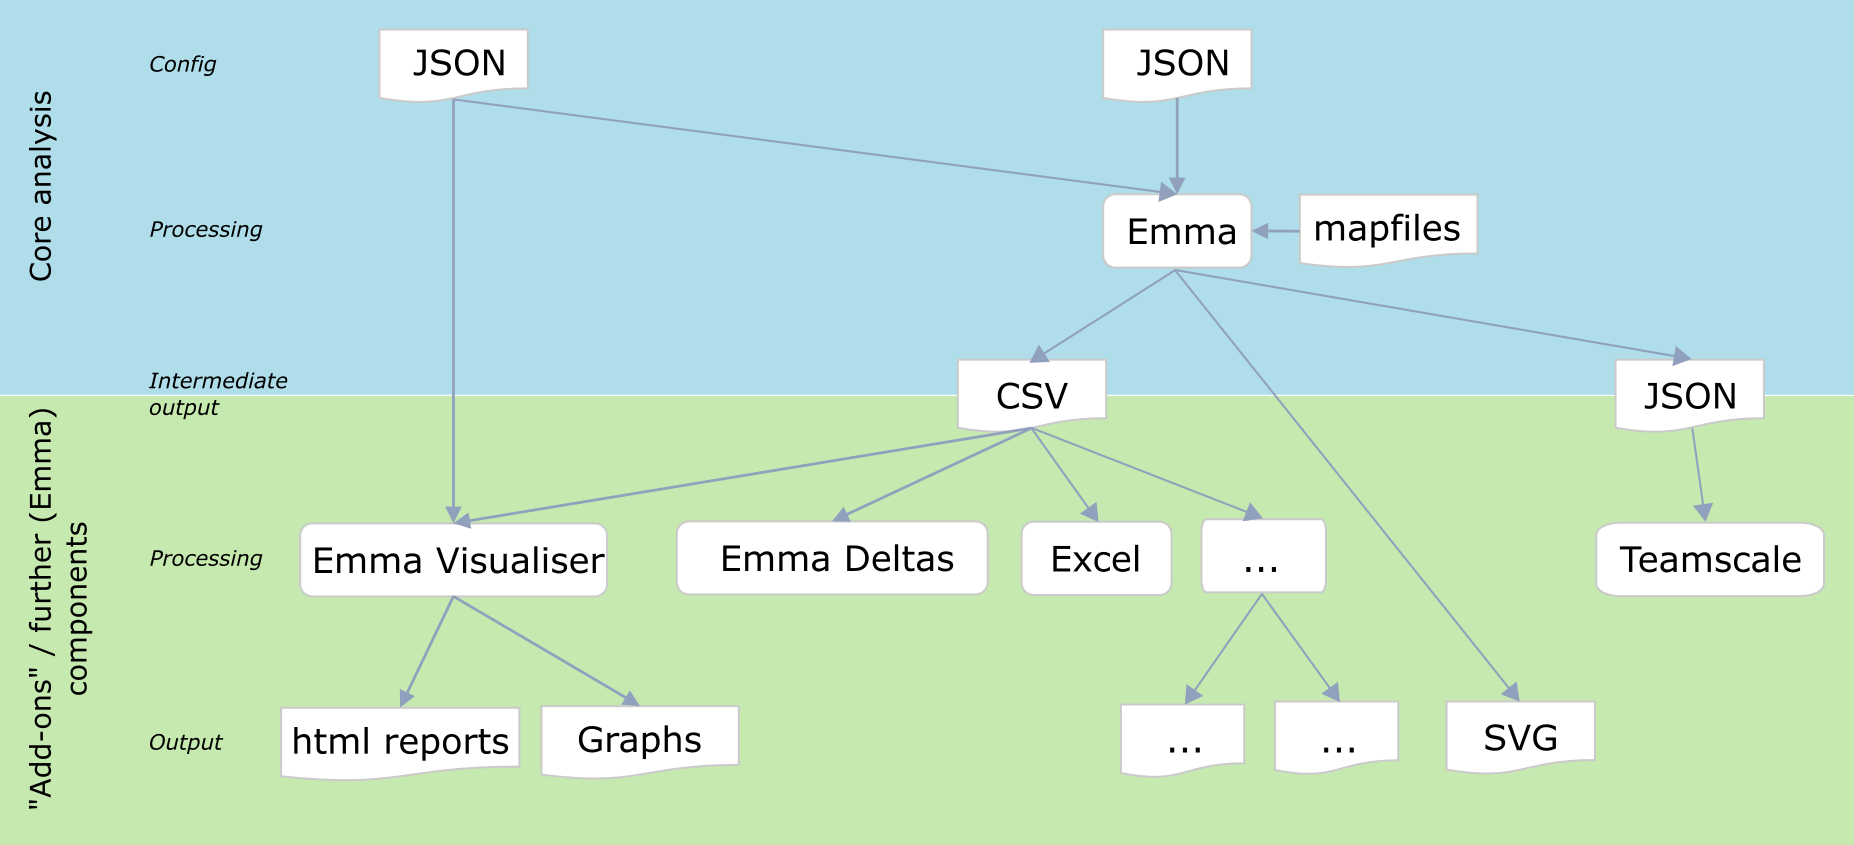 Core analysis
Config
JSON
JSON
Processing
Emma
mapfiles
Intermediate
output
CSV
JSON
"Add-ons" / further (Emma)
components
Processing
Emma Visualiser
Emma Deltas
Excel
...
Teamscale
Output
html reports
Graphs
...
...
SVG